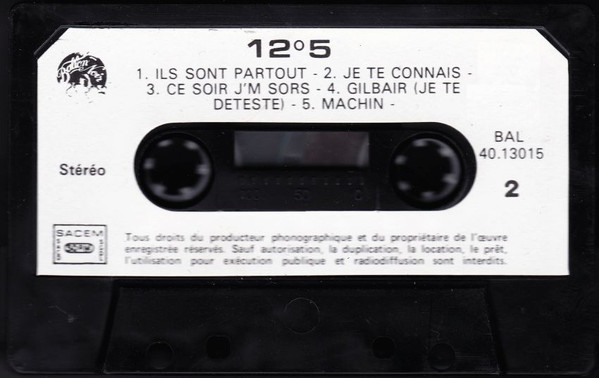 12°5
1. ILS SONT PARTOUT - 2. JE TE CONNAIS -
3. CE SOIR J'M SORS - 4. GILBAIR (JE TE
DETESTE) - 5. MACHIN -
BAL
40.13015
Stéréo
2
50 0
SACEM
Tous droits du producteur phonographique et du propriétaire de l'œuvre
enregistrée réservés. Sauf autorisation, la duplication, la location, le prêt,
l'utilisation pour exécution publique et radiodiffusion sont interdits.